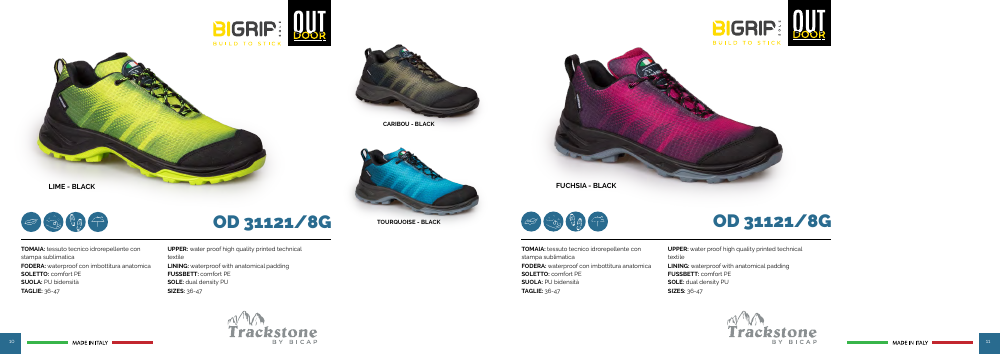 BIGRIP SOLE
BUILD TO STICK
OUT
DOOR
LIME - BLACK
CARIBOU - BLACK
TOURQUOISE - BLACK
OD 31121/8G
TOMAIA: tessuto tecnico idrorepellente con
stampa sublimatica
FODERA: waterproof con imbottitura anatomica
SOLETTO: comfort PE
SUOLA: PU bidensità
TAGLIE: 36-47
UPPER: water proof high quality printed technical
textile
LINING: waterproof with anatomical padding
FUSSBETT: comfort PE
SOLE: dual density PU
SIZES: 36-47
Trackstone
BY BICAP
10
MADE IN ITALY
BIGRIP SOLE
BUILD TO STICK
OUT
DOOR
FUCHSIA - BLACK
OD 31121/8G
TOMAIA: tessuto tecnico idrorepellente con
stampa sublimatica
FODERA: waterproof con imbottitura anatomica
SOLETTO: comfort PE
SUOLA: PU bidensità
TAGLIE: 36-47
UPPER: water proof high quality printed technical
textile
LINING: waterproof with anatomical padding
FUSSBETT: comfort PE
SOLE: dual density PU
SIZES: 36-47
Trackstone
BY BICAP
MADE IN ITALY
11